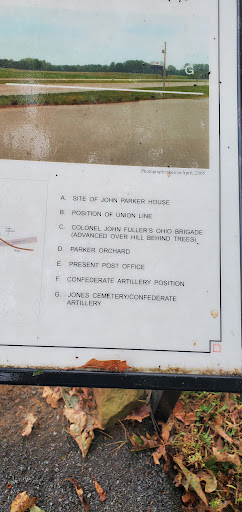 G
Photograph taken in April, 2008
A. SITE OF JOHN PARKER HOUSE
B. POSITION OF UNION LINE
C. COLONEL JOHN FULLER'S OHIO BRIGADE
(ADVANCED OVER HILL BEHIND TREES)
D. PARKER ORCHARD
E. PRESENT POST OFFICE
F. CONFEDERATE ARTILLERY POSITION
G. JONES CEMETERY/CONFEDERATE
ARTILLERY